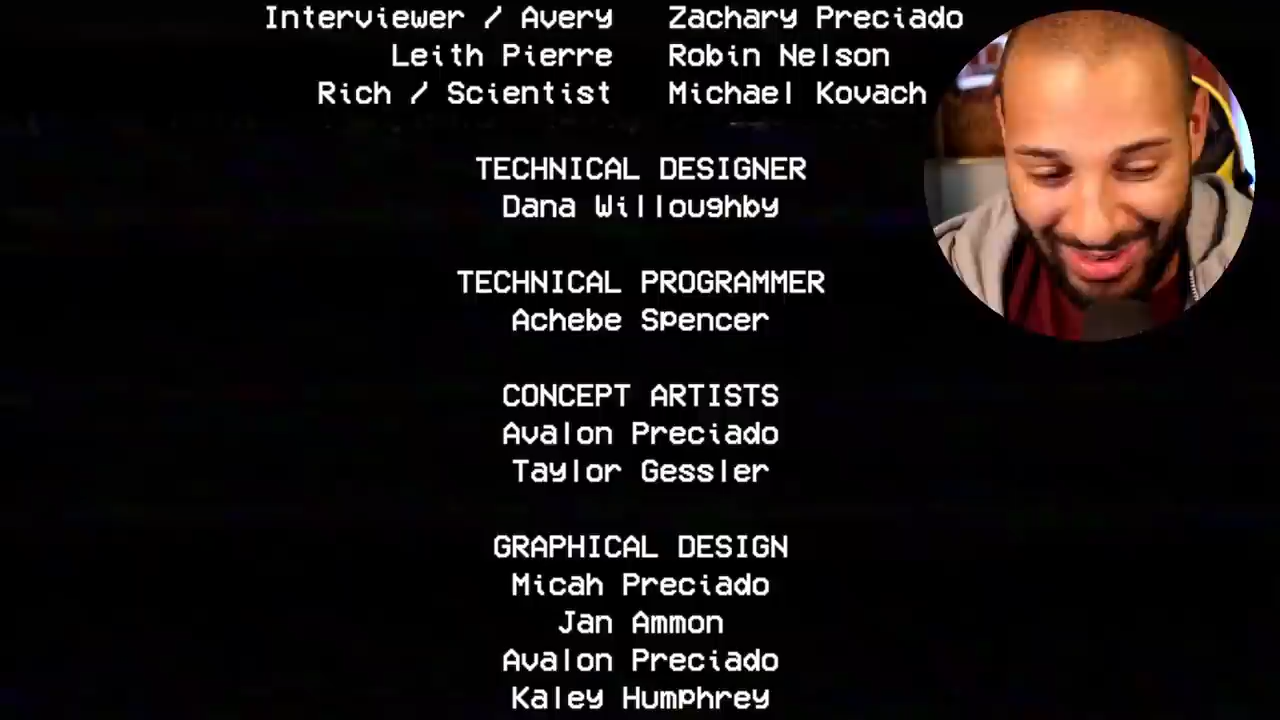 Interviewer / Avery Zachary Preciado
Leith Pierre Robin Nelson
Rich / Scientist Michael Kovach
TECHNICAL DESIGNER
Dana Willoughby
TECHNICAL PROGRAMMER
Achebe Spencer
CONCEPT ARTISTS
Avalon Preciado
Taylor Gessler
GRAPHICAL DESIGN
Micah Preciado
Jan Ammon
Avalon Preciado
Kaley Humphrey